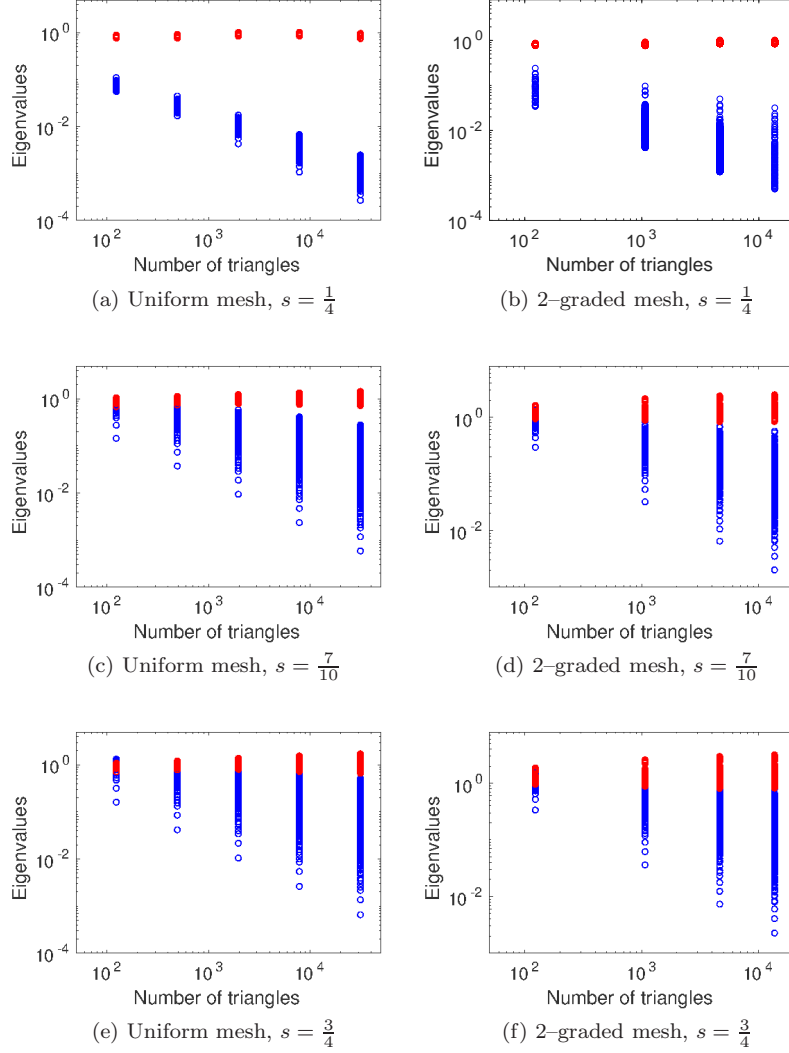 10^0
10^-2
10^-4
Eigenvalues
10^2
10^3
10^4
Number of triangles
(a) Uniform mesh, s = 1/4
10^0
10^-2
10^-4
Eigenvalues
10^2
10^3
10^4
Number of triangles
(b) 2–graded mesh, s = 1/4
10^0
10^-2
10^-4
Eigenvalues
10^2
10^3
10^4
Number of triangles
(c) Uniform mesh, s = 7/10
10^0
10^-2
Eigenvalues
10^2
10^3
10^4
Number of triangles
(d) 2–graded mesh, s = 7/10
10^0
10^-2
10^-4
Eigenvalues
10^2
10^3
10^4
Number of triangles
(e) Uniform mesh, s = 3/4
10^0
10^-2
Eigenvalues
10^2
10^3
10^4
Number of triangles
(f) 2–graded mesh, s = 3/4